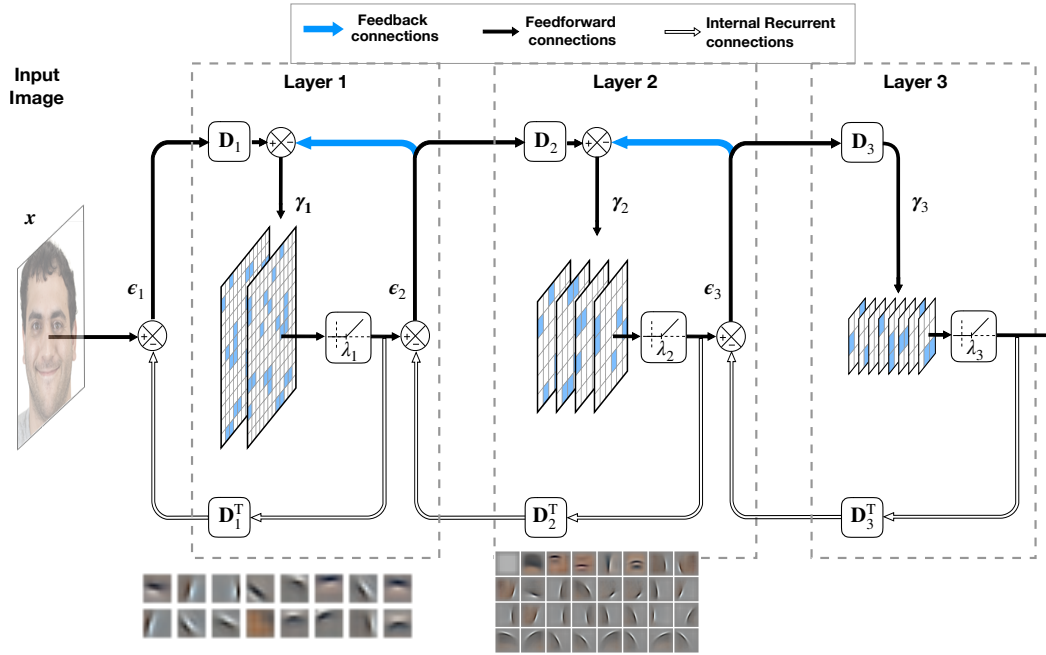 Feedback
connections
Feedforward
connections
Internal Recurrent
connections
Input
Image
Layer 1
Layer 2
Layer 3
D₁
+
−
D₂
+
−
D₃
x
γ₁
γ₂
γ₃
ϵ₁
ϵ₂
ϵ₃
+
−
λ₁
+
−
λ₂
+
−
λ₃
D₁ᵀ
D₂ᵀ
D₃ᵀ